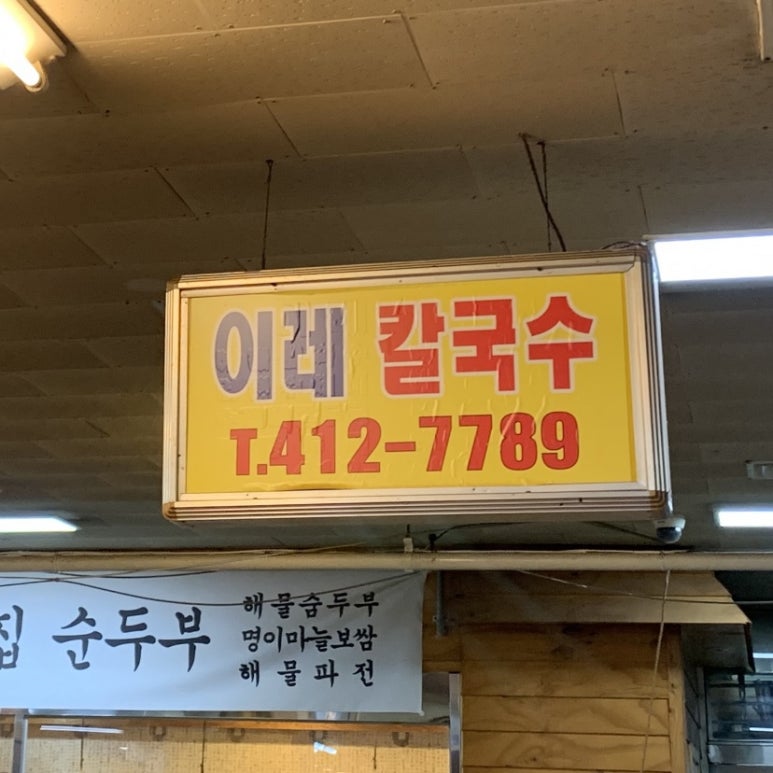 이레 칼국수
T.412-7789
집 순두부
해물숨두부
명이마늘보쌈
해물파전